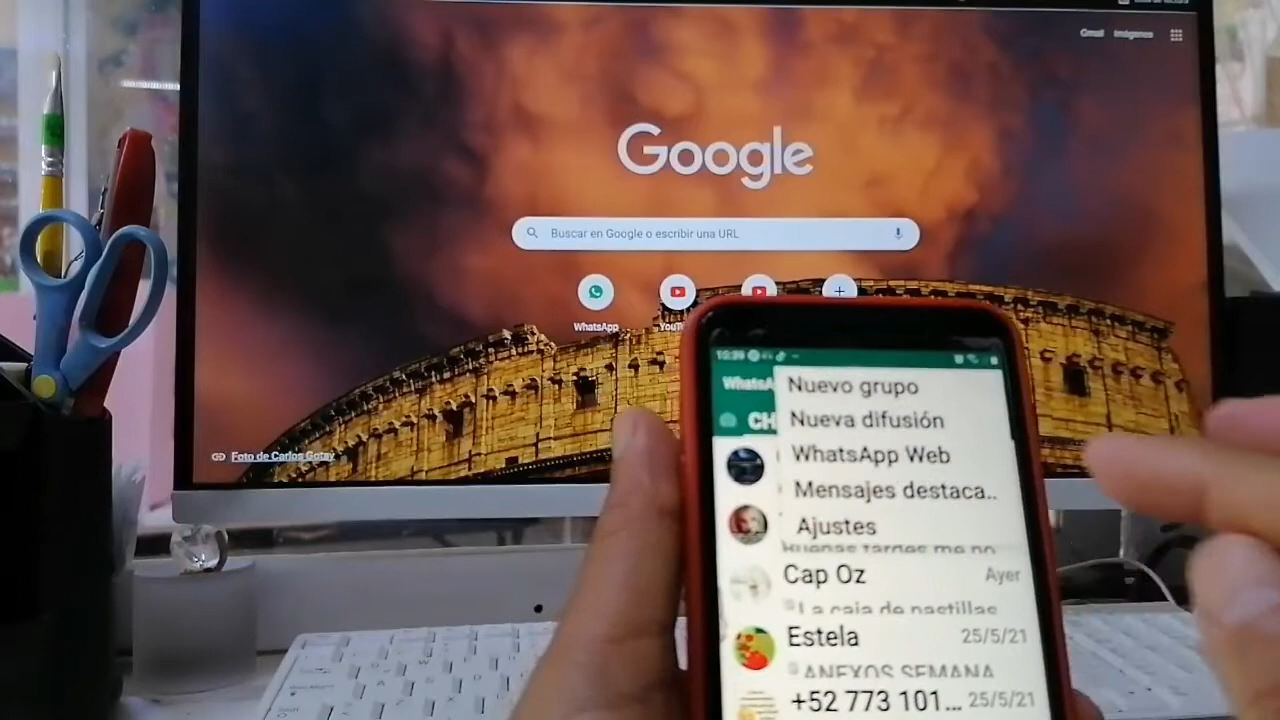 Gmail Imágenes
Google
Buscar en Google o escribir una URL
WhatsApp
Foto de Carlos Gotay
Nuevo grupo
Nueva difusión
WhatsApp Web
Mensajes destaca..
Ajustes
Cap Oz Ayer
La caja de pastillas
Estela 25/5/21
ANEXOS SEMANA
+52 773 101... 25/5/21